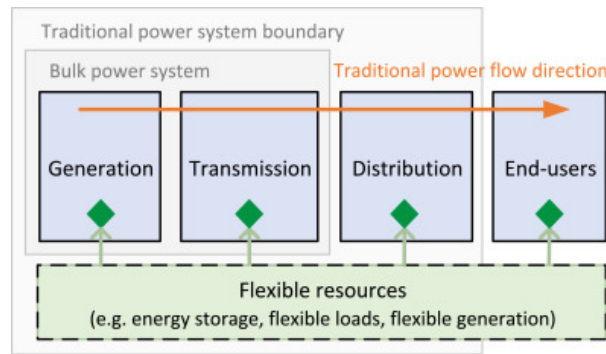 Traditional power system boundary
Bulk power system
Traditional power flow direction
Generation
Transmission
Distribution
End-users
Flexible resources
(e.g. energy storage, flexible loads, flexible generation)